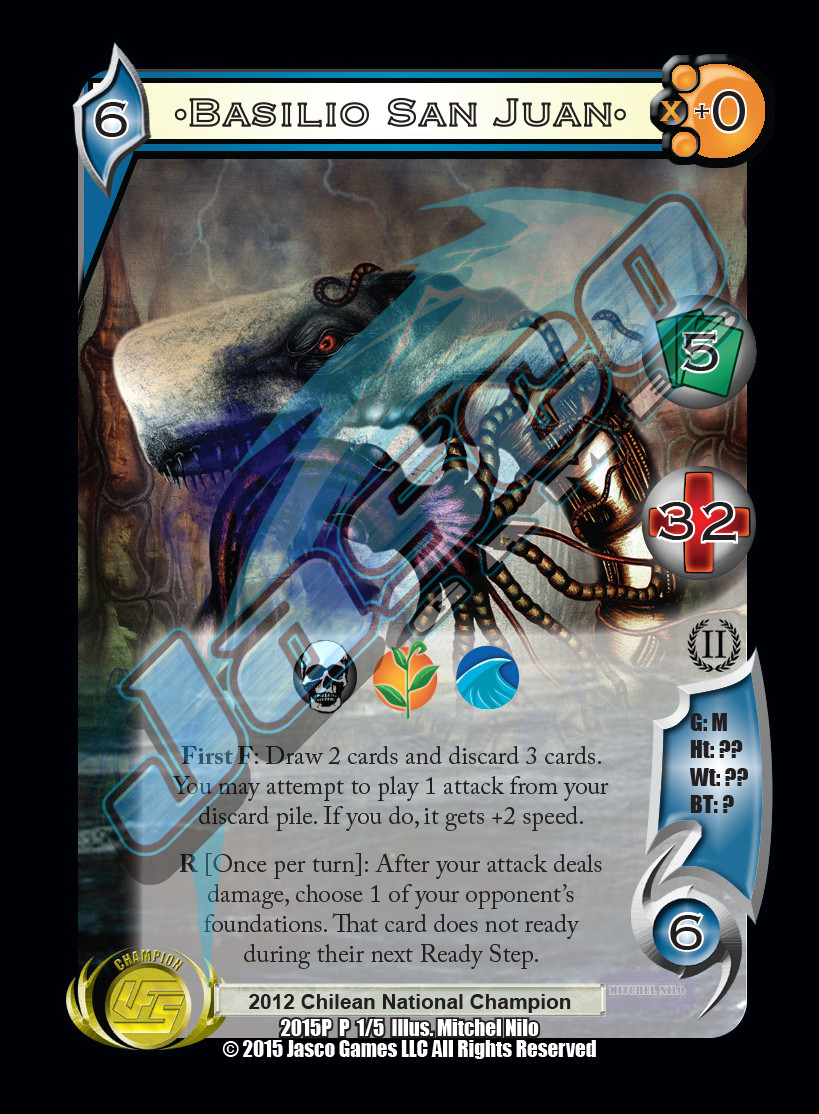 6
•Basilio San Juan•
X +0
Jasco
GAMES
5
32
II
G: M
Ht: ??
Wt: ??
BT: ?
First F: Draw 2 cards and discard 3 cards.
You may attempt to play 1 attack from your
discard pile. If you do, it gets +2 speed.
R [Once per turn]: After your attack deals
damage, choose 1 of your opponent's
foundations. That card does not ready
during their next Ready Step.
6
CHAMPION
UFS
2012 Chilean National Champion
MITCHEL NILO
2015P P 1/5 Illus. Mitchel Nilo
© 2015 Jasco Games LLC All Rights Reserved